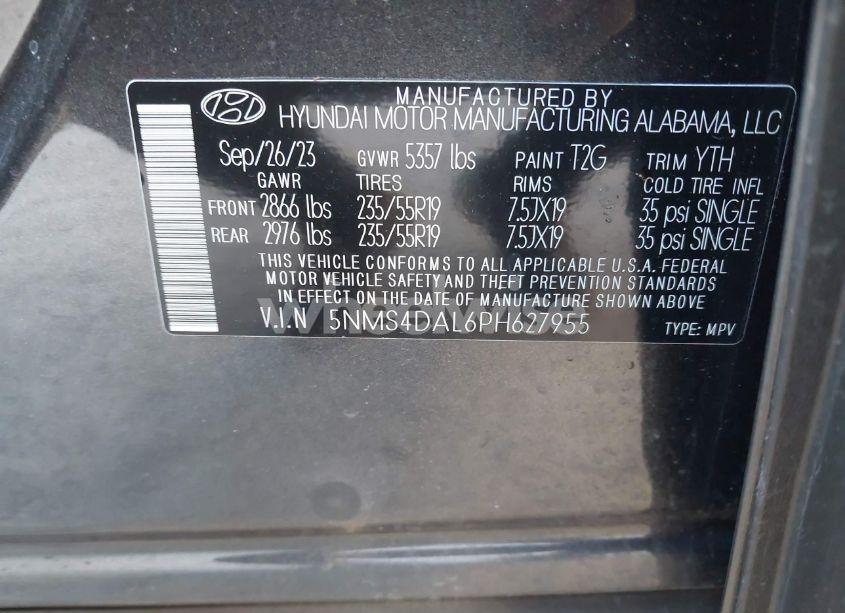 MANUFACTURED BY
HYUNDAI MOTOR MANUFACTURING ALABAMA, LLC
Sep/26/23 GVWR 5357 lbs PAINT T2G TRIM YTH
GAWR TIRES RIMS COLD TIRE INFL
FRONT 2866 lbs 235/55R19 7.5JX19 35 psi SINGLE
REAR 2976 lbs 235/55R19 7.5JX19 35 psi SINGLE
THIS VEHICLE CONFORMS TO ALL APPLICABLE U.S.A. FEDERAL
MOTOR VEHICLE SAFETY AND THEFT PREVENTION STANDARDS
IN EFFECT ON THE DATE OF MANUFACTURE SHOWN ABOVE
V.I.N 5NMS4DAL6PH627955 TYPE: MPV